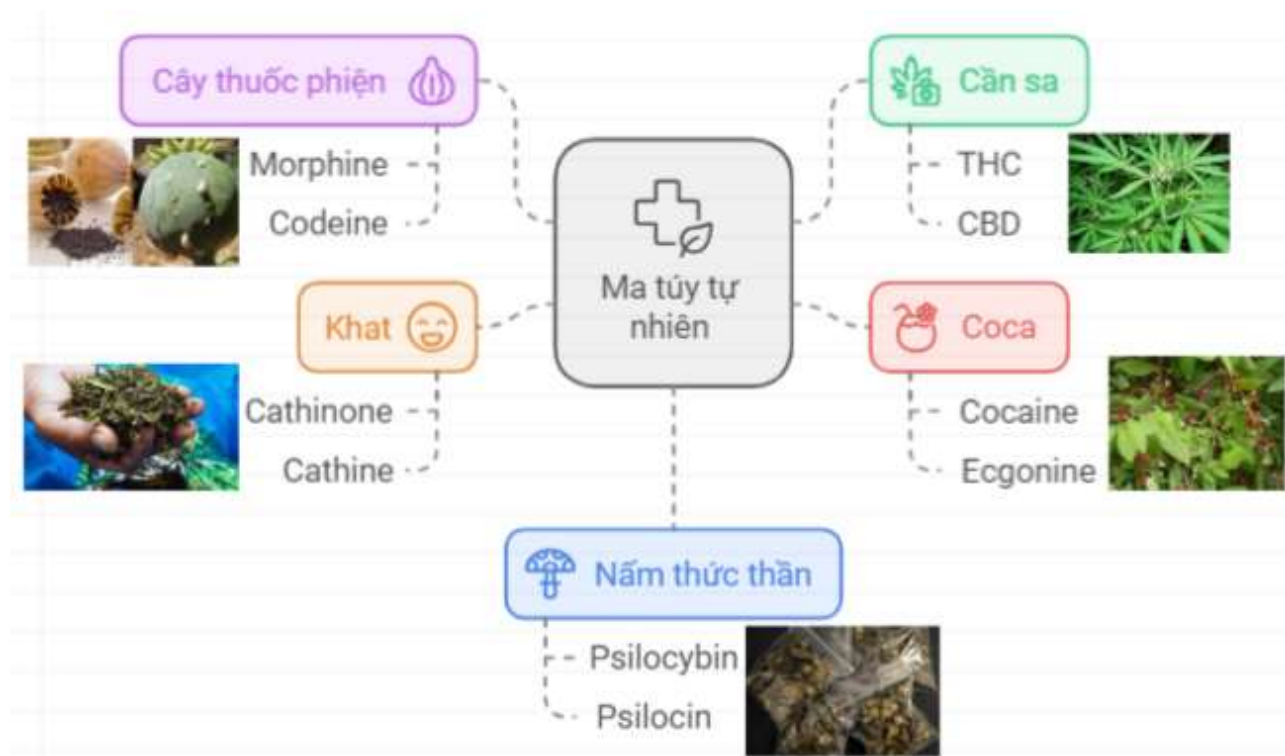 Cây thuốc phiện
Morphine
Codeine
Cần sa
THC
CBD
Ma túy tự
nhiên
Khat
Cathinone
Cathine
Coca
Cocaine
Ecgonine
Nấm thức thần
Psilocybin
Psilocin